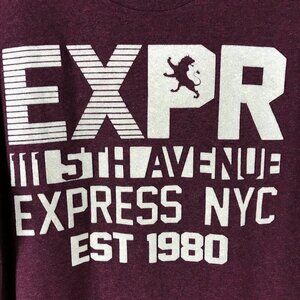 EXPR
111 5TH AVENUE
EXPRESS NYC
EST 1980